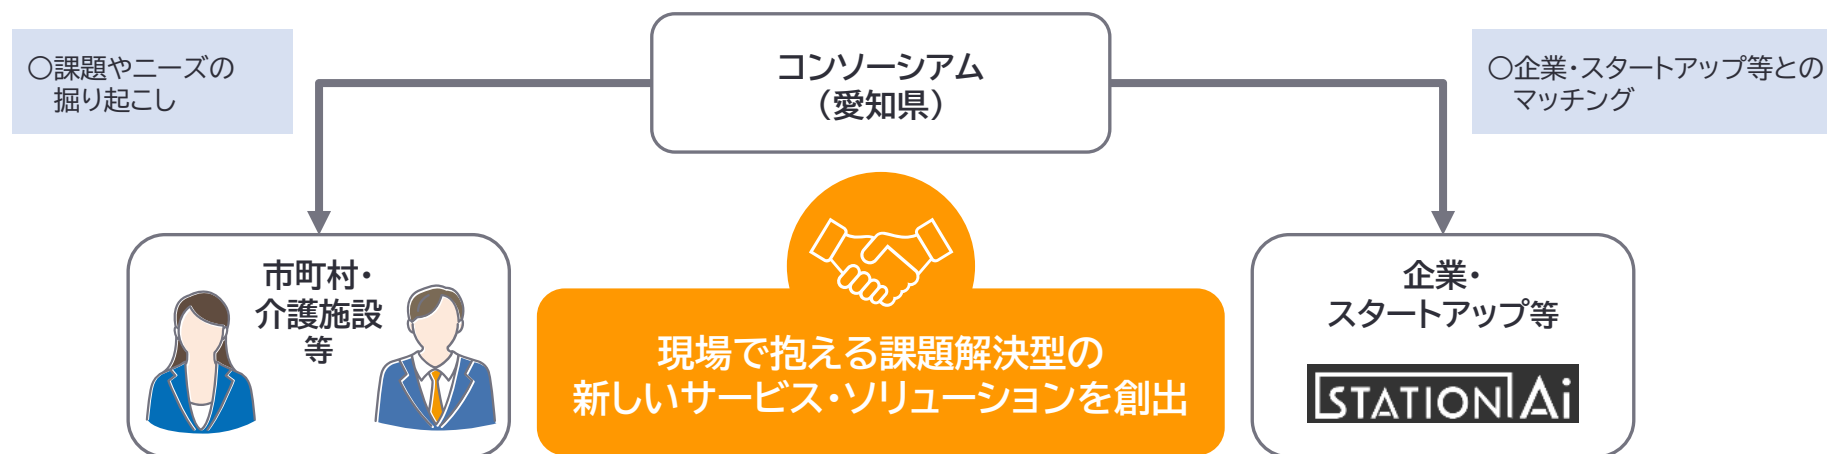 ○課題やニーズの
掘り起こし
コンソーシアム
（愛知県）
○企業・スタートアップ等との
マッチング
市町村・
介護施設
等
現場で抱える課題解決型の
新しいサービス・ソリューションを創出
企業・
スタートアップ等
STATION Ai